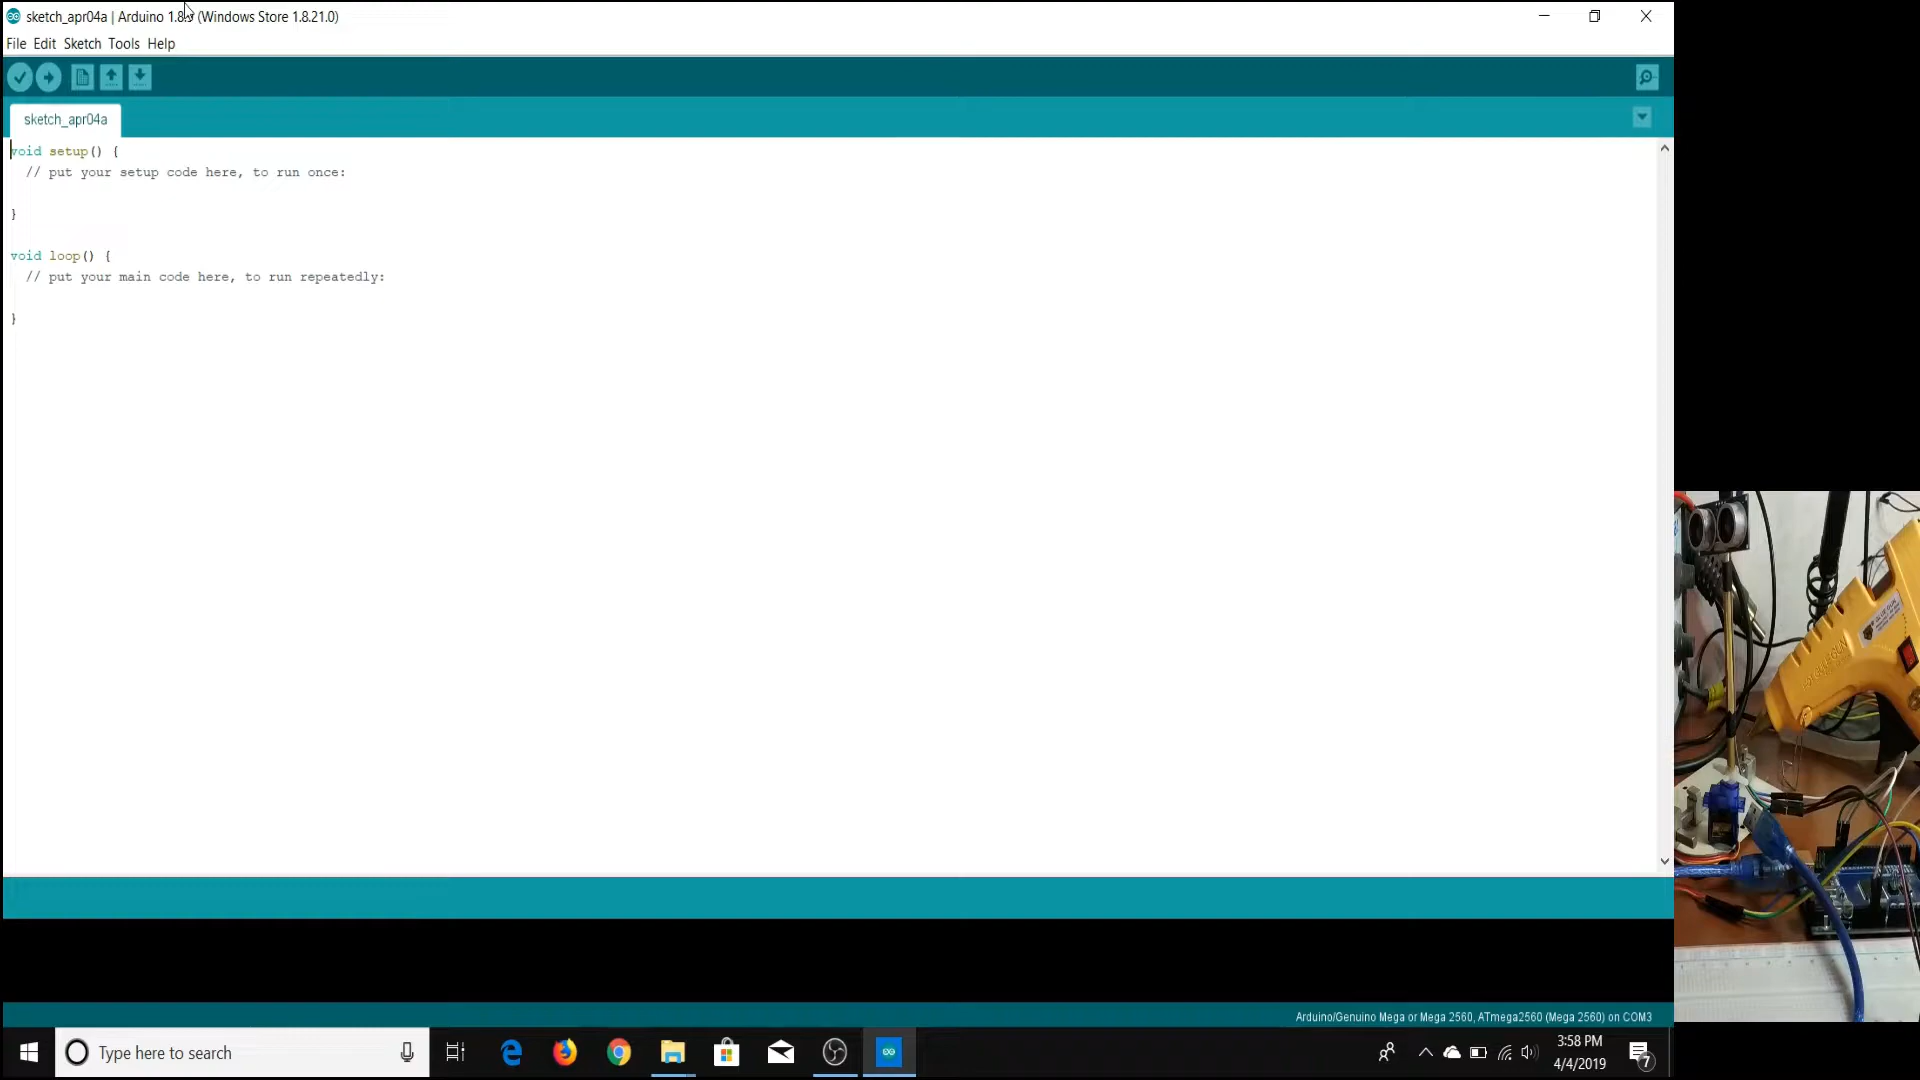 sketch_apr04a | Arduino 1.8. (Windows Store 1.8.21.0)
File Edit Sketch Tools Help
sketch_apr04a
void setup() {
// put your setup code here, to run once:
}
void loop() {
// put your main code here, to run repeatedly:
}
Arduino/Genuino Mega or Mega 2560, ATmega2560 (Mega 2560) on COM3
Type here to search
3:58 PM
4/4/2019
7
GLUE GUN